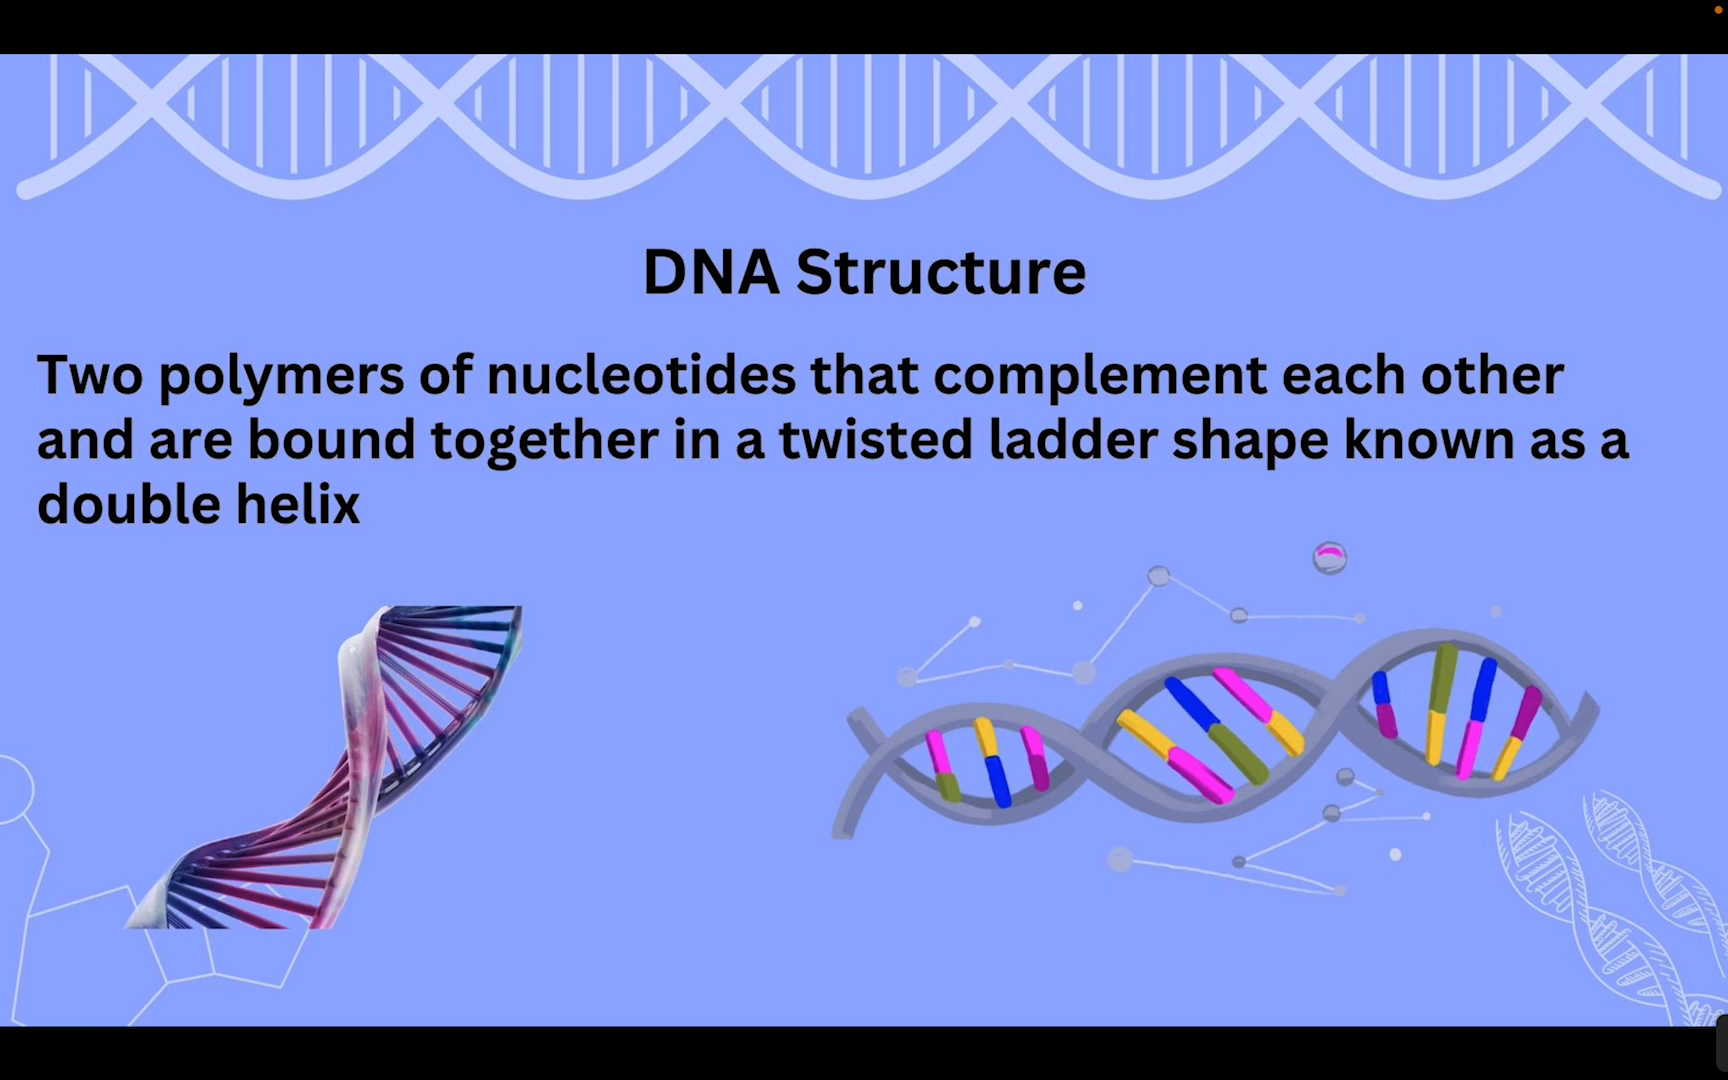 DNA Structure
Two polymers of nucleotides that complement each other
and are bound together in a twisted ladder shape known as a
double helix